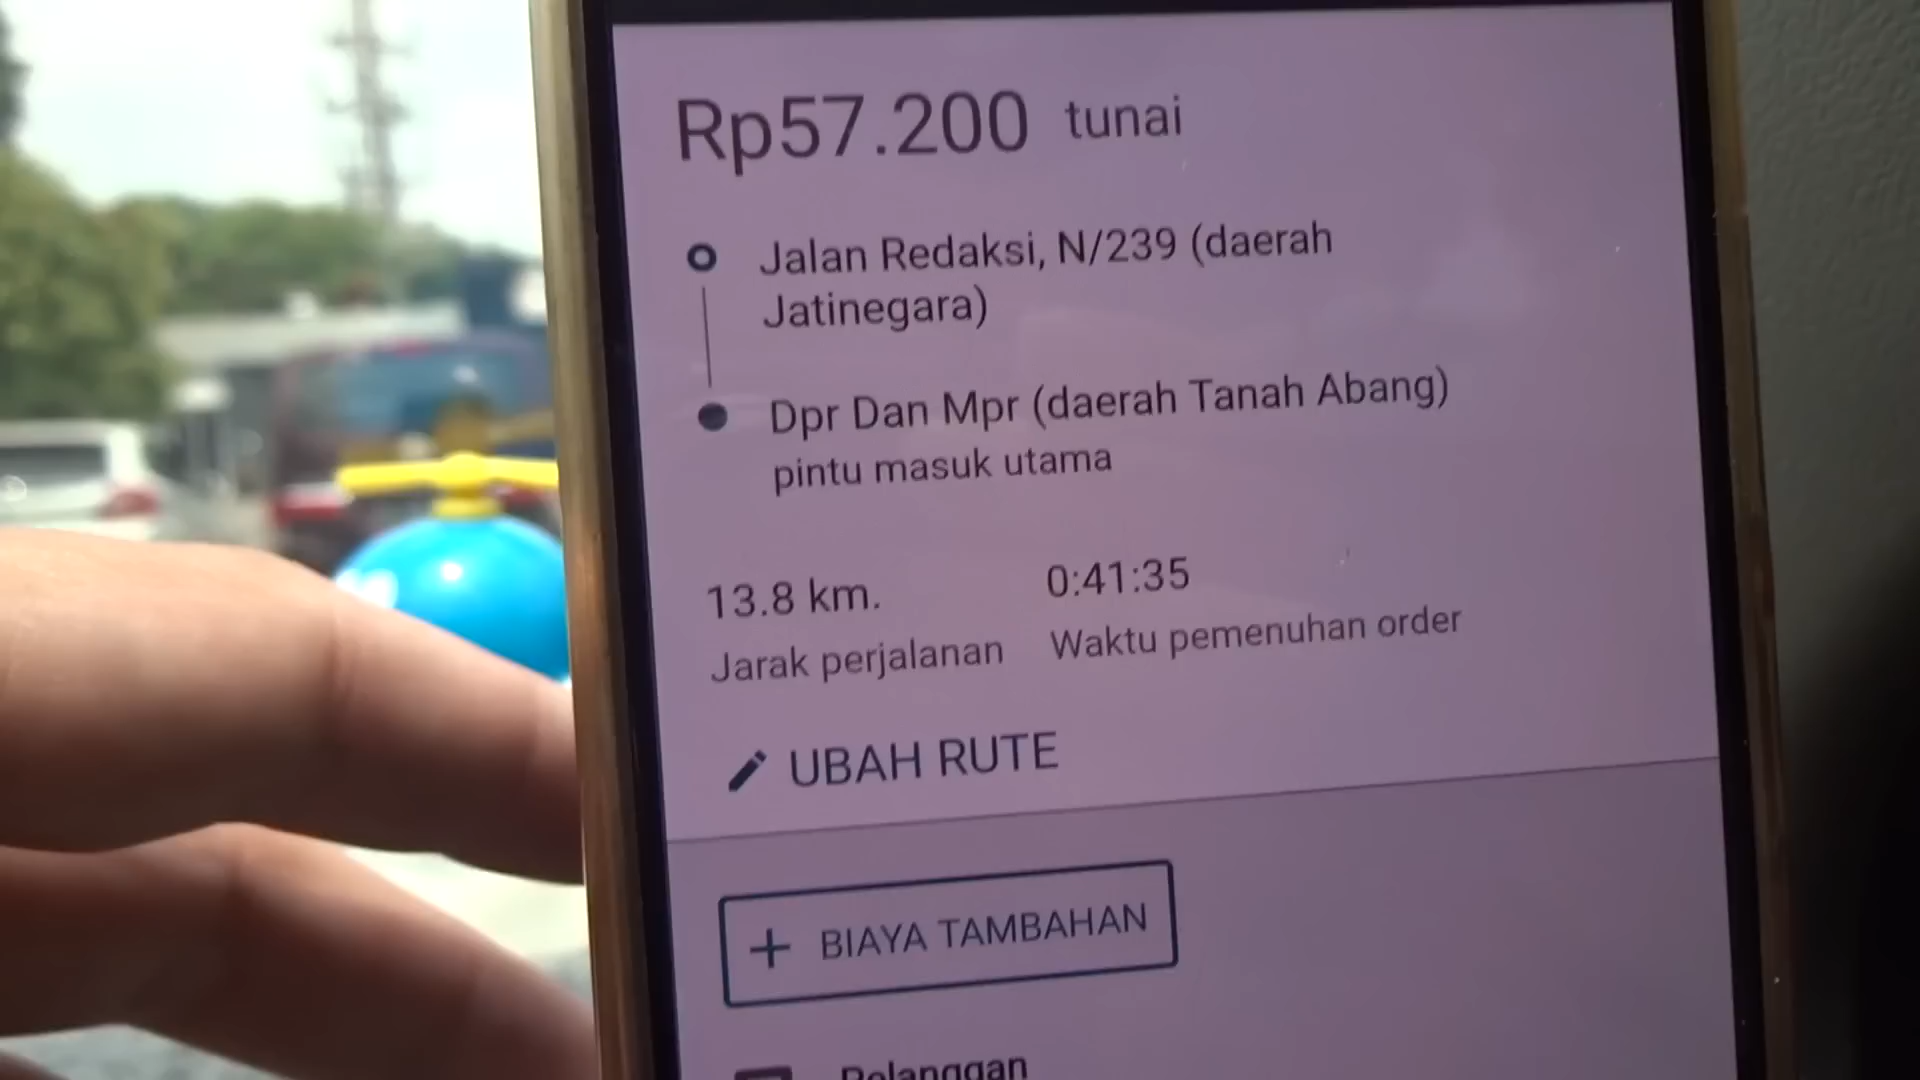 Rp57.200 tunai
Jalan Redaksi, N/239 (daerah
Jatinegara)
Dpr Dan Mpr (daerah Tanah Abang)
pintu masuk utama
13.8 km. 0:41:35
Jarak perjalanan Waktu pemenuhan order
UBAH RUTE
+ BIAYA TAMBAHAN
Pelanggan